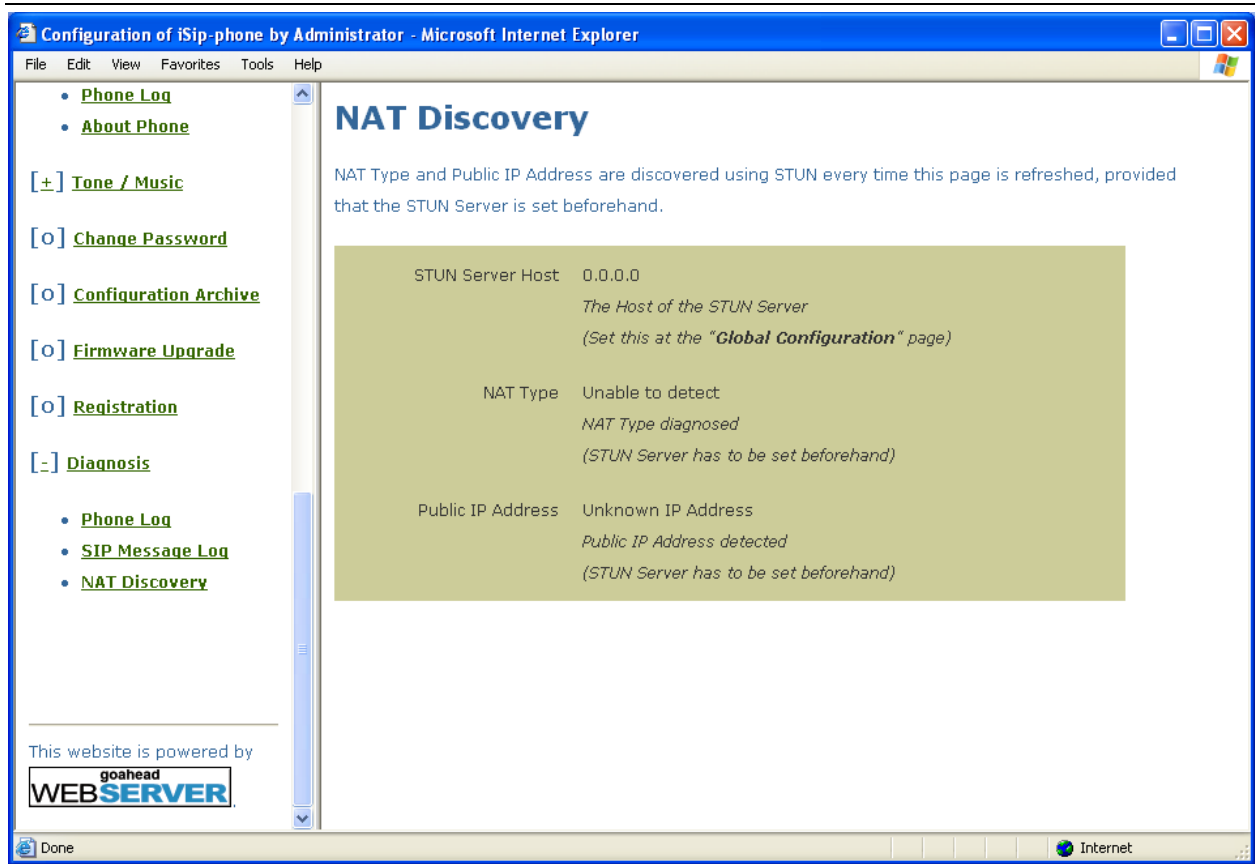 Configuration of iSip-phone by Administrator - Microsoft Internet Explorer
File Edit View Favorites Tools Help
• Phone Log
• About Phone
[+] Tone / Music
[o] Change Password
[o] Configuration Archive
[o] Firmware Upgrade
[o] Registration
[-] Diagnosis
• Phone Log
• SIP Message Log
• NAT Discovery
This website is powered by
goahead
WEBSERVER.
NAT Discovery
NAT Type and Public IP Address are discovered using STUN every time this page is refreshed, provided
that the STUN Server is set beforehand.
STUN Server Host 0.0.0.0
The Host of the STUN Server
(Set this at the “Global Configuration“ page)
NAT Type Unable to detect
NAT Type diagnosed
(STUN Server has to be set beforehand)
Public IP Address Unknown IP Address
Public IP Address detected
(STUN Server has to be set beforehand)
Done
Internet